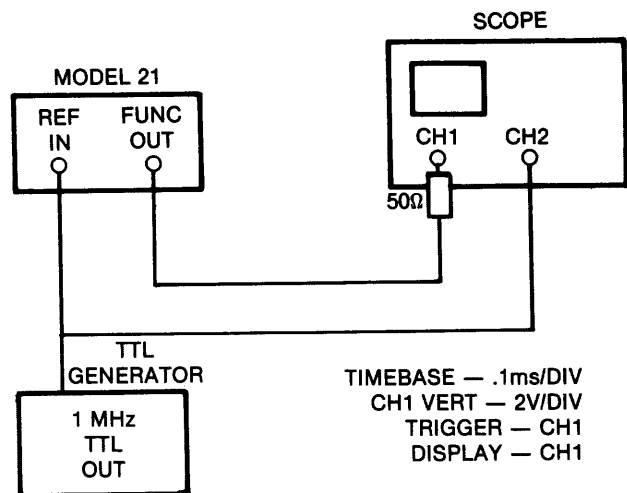 SCOPE
MODEL 21
REF
IN
FUNC
OUT
CH1
CH2
50Ω
TTL
GENERATOR
1 MHz
TTL
OUT
TIMEBASE — .1ms/DIV
CH1 VERT — 2V/DIV
TRIGGER — CH1
DISPLAY — CH1